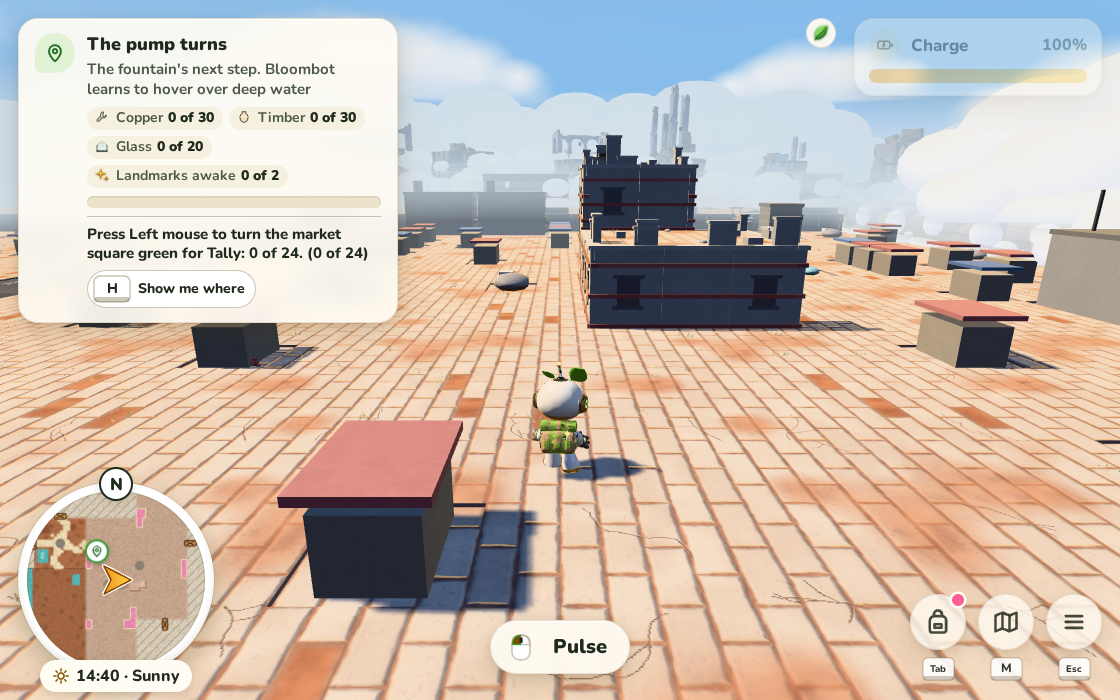 The pump turns
The fountain's next step. Bloombot
learns to hover over deep water
Copper 0 of 30
Timber 0 of 30
Glass 0 of 20
Landmarks awake 0 of 2
Press Left mouse to turn the market
square green for Tally: 0 of 24. (0 of 24)
H Show me where
Charge 100%
N
14:40 · Sunny
Pulse
Tab
M
Esc